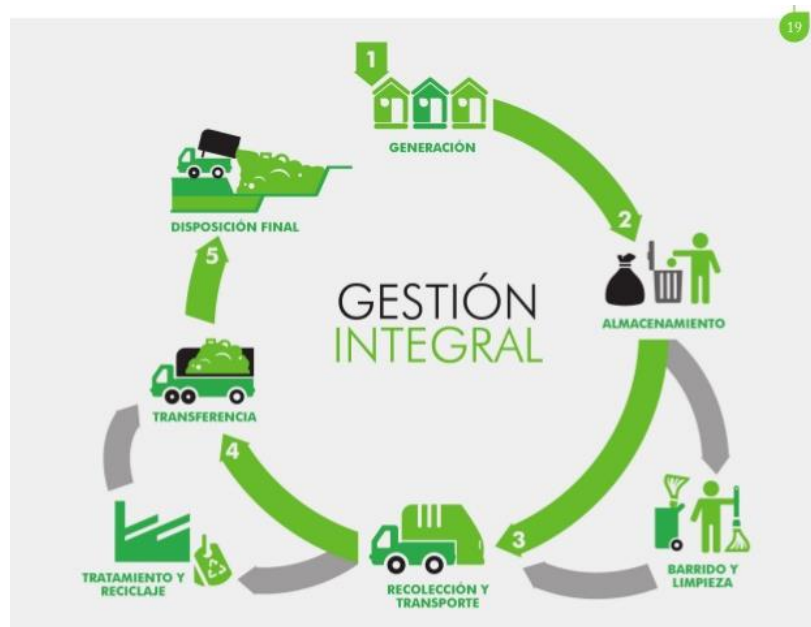 19
1
GENERACIÓN
2
ALMACENAMIENTO
BARRIDO Y
LIMPIEZA
3
RECOLECCIÓN Y
TRANSPORTE
TRATAMIENTO Y
RECICLAJE
4
TRANSFERENCIA
5
DISPOSICIÓN FINAL
GESTIÓN
INTEGRAL